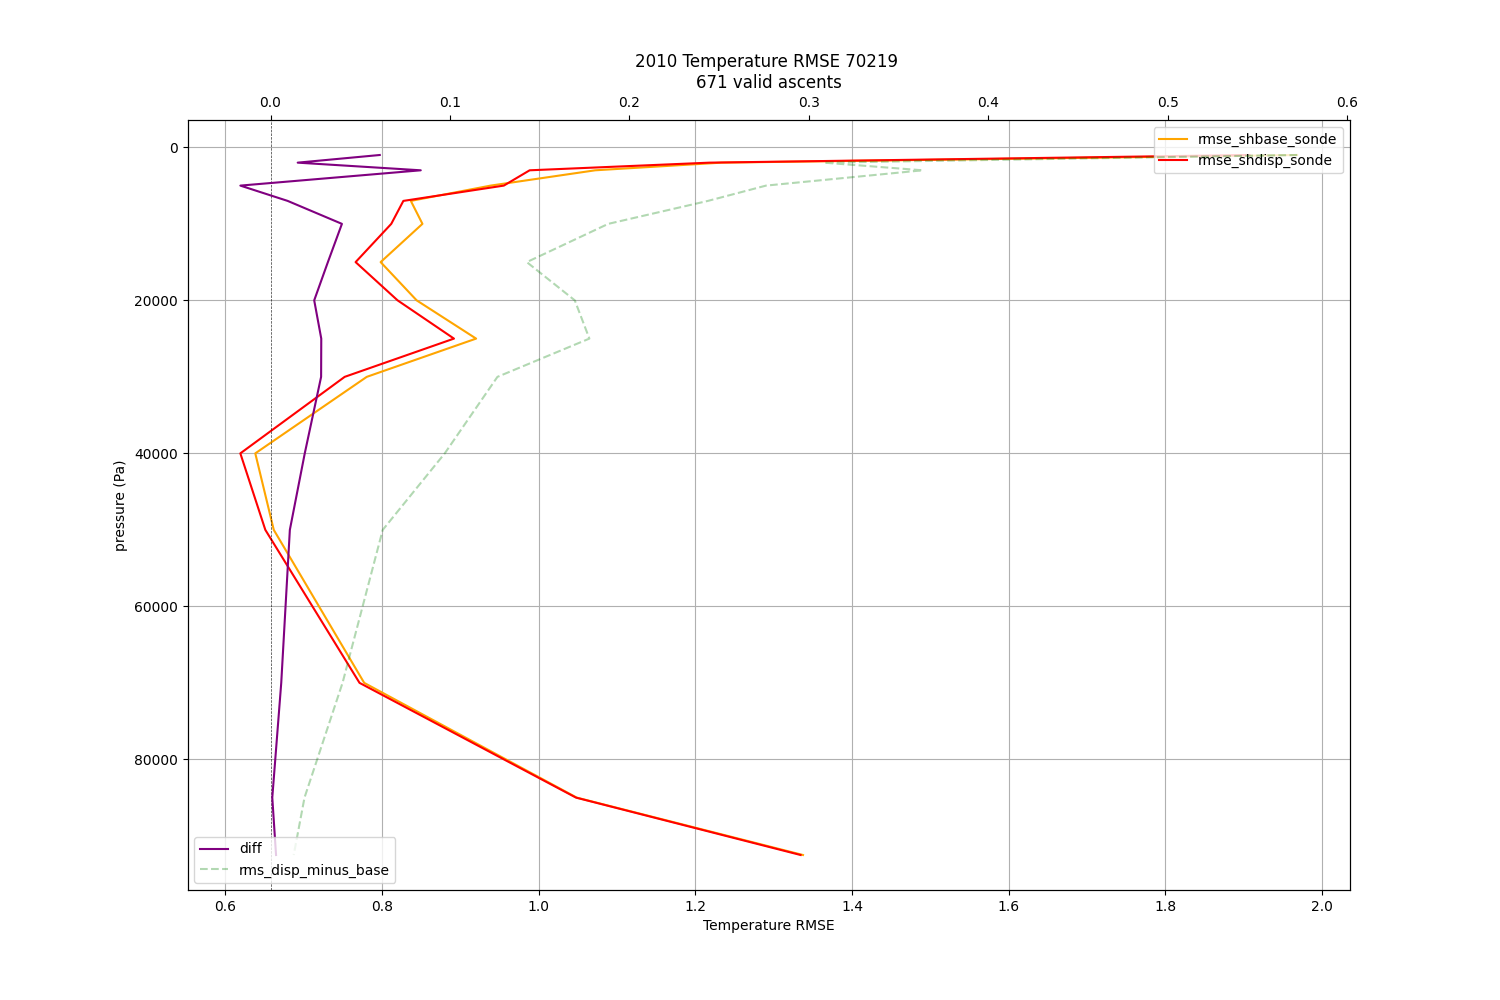 2010 Temperature RMSE 70219
671 valid ascents
0.0 0.1 0.2 0.3 0.4 0.5 0.6
rmse_shbase_sonde
rmse_shdisp_sonde
0
20000
40000
60000
80000
pressure (Pa)
diff
rms_disp_minus_base
0.6 0.8 1.0 1.2 1.4 1.6 1.8 2.0
Temperature RMSE